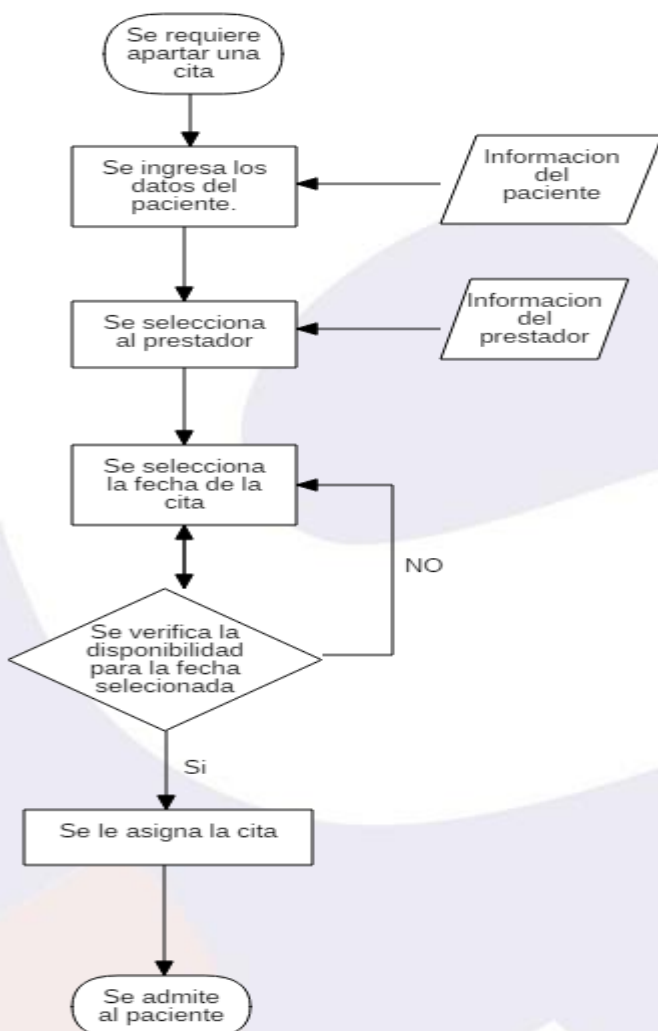 Se requiere
apartar una
cita
Se ingresa los
datos del
paciente.
Informacion
del
paciente
Se selecciona
al prestador
Informacion
del
prestador
Se selecciona
la fecha de la
cita
NO
Se verifica la
disponibilidad
para la fecha
selecionada
Si
Se le asigna la cita
Se admite
al paciente